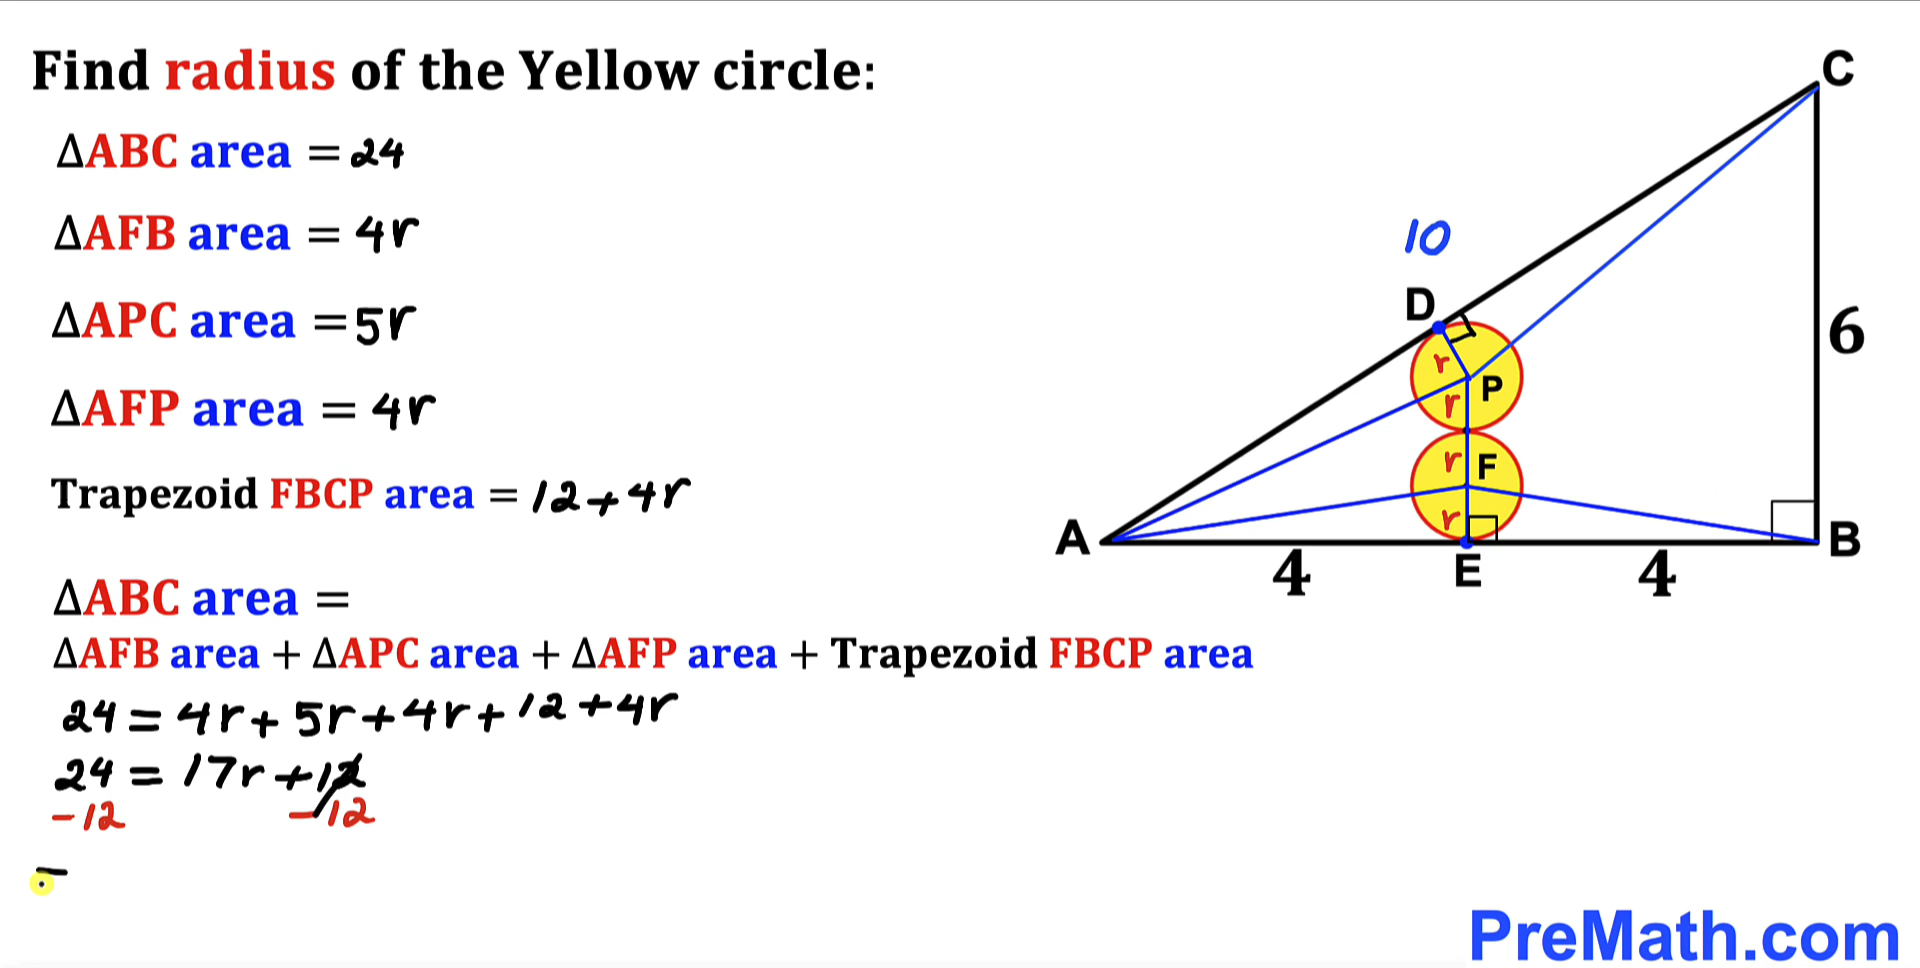 Find radius of the Yellow circle:
ΔABC area = 24
ΔAFB area = 4r
ΔAPC area = 5r
ΔAFP area = 4r
Trapezoid FBCP area = 12 + 4r
ΔABC area =
ΔAFB area + ΔAPC area + ΔAFP area + Trapezoid FBCP area
24 = 4r + 5r + 4r + 12 + 4r
24 = 17r + 12
-12 -12
C
10
D
6
r
P
r
r
F
r
A
B
4
E
4
PreMath.com